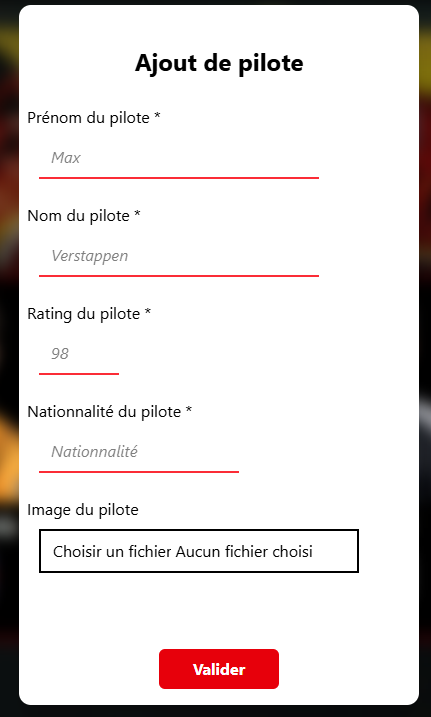 Ajout de pilote
Prénom du pilote *
Max
Nom du pilote *
Verstappen
Rating du pilote *
98
Nationnalité du pilote *
Nationnalité
Image du pilote
Choisir un fichier Aucun fichier choisi
Valider